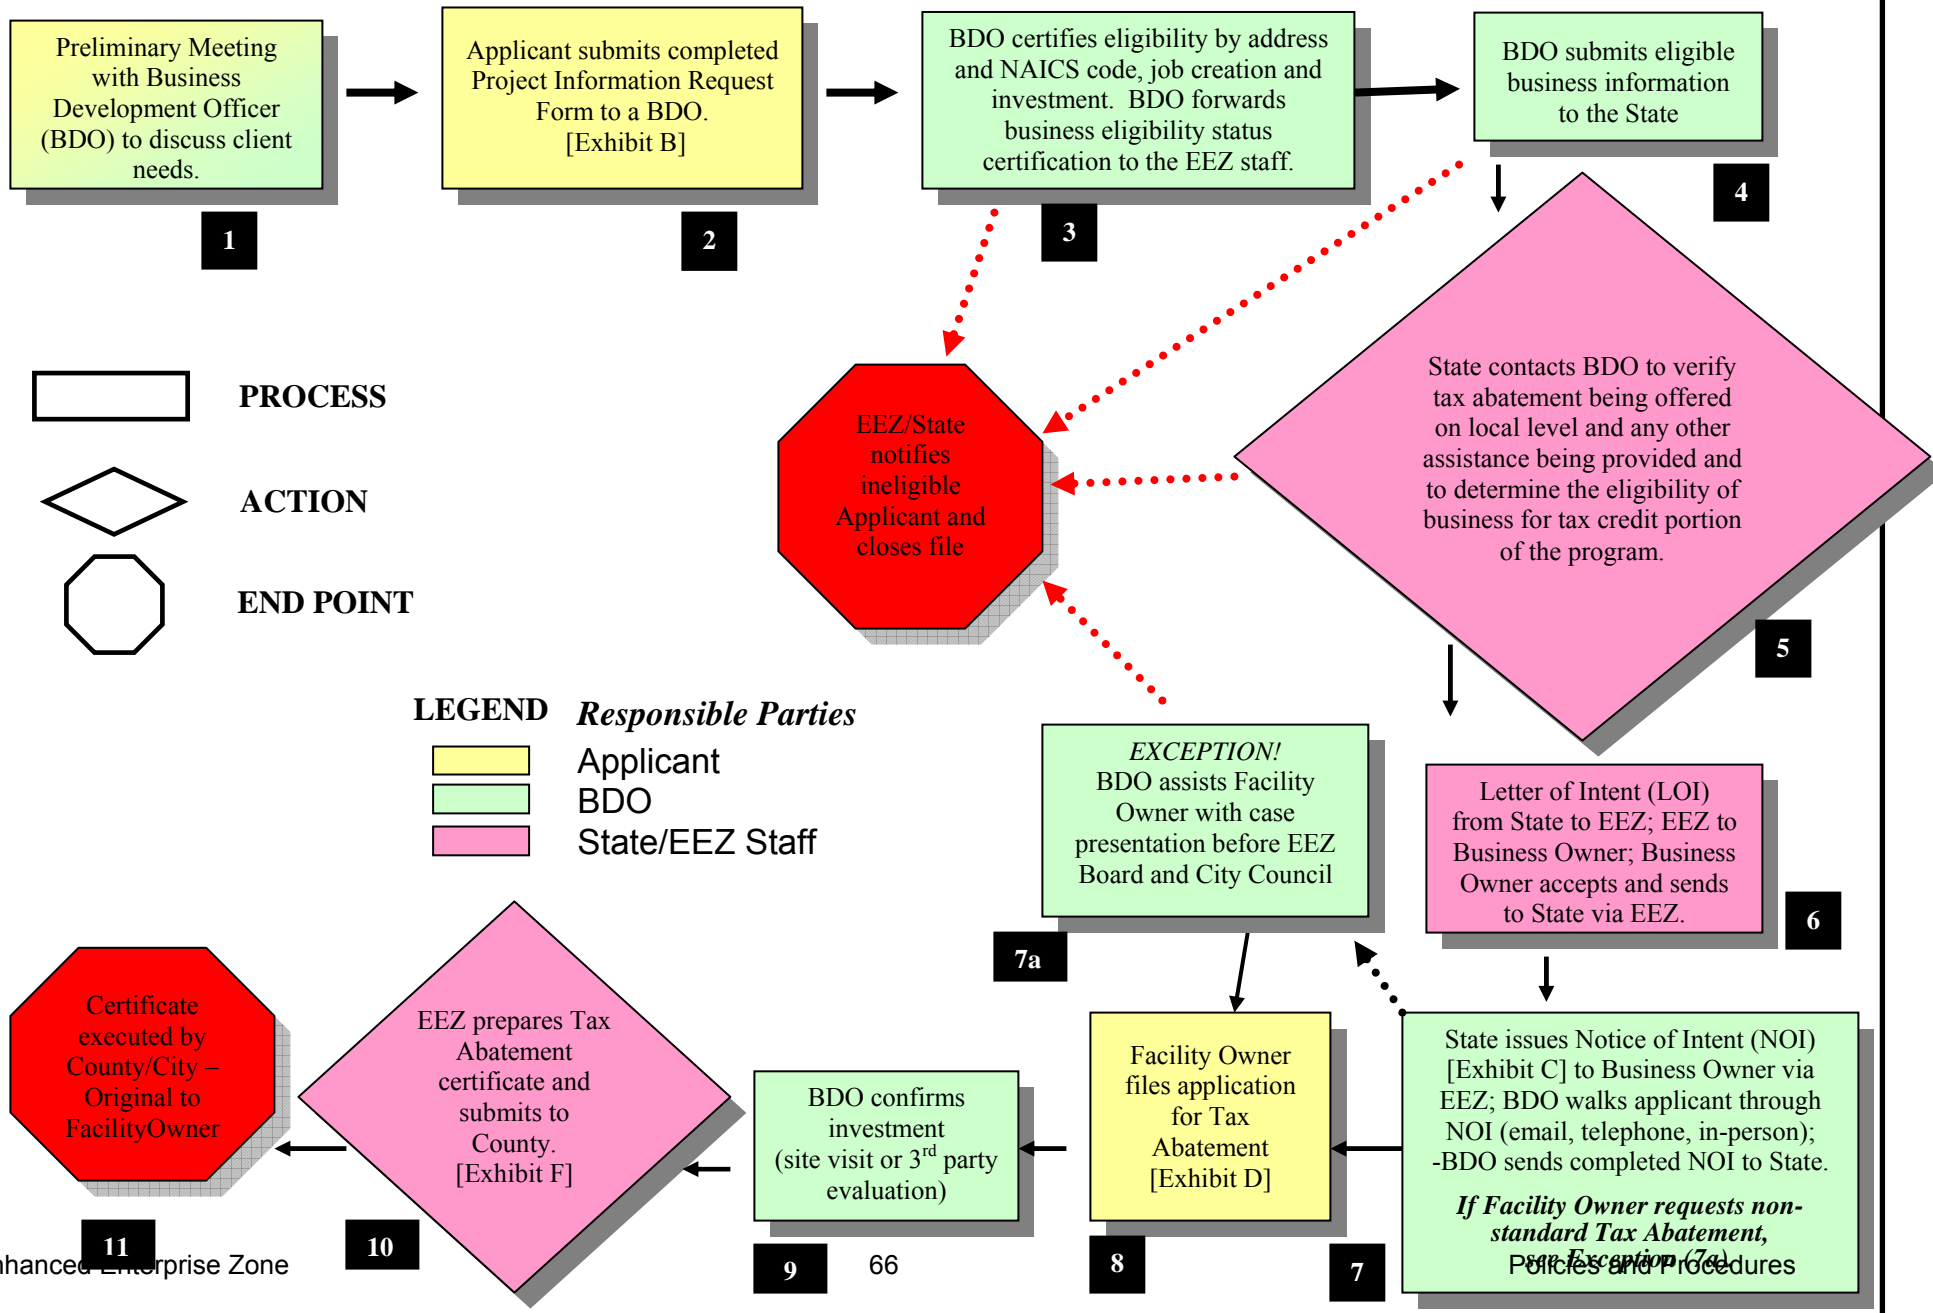 Preliminary Meeting
with Business
Development Officer
(BDO) to discuss client
needs.
1
Applicant submits completed
Project Information Request
Form to a BDO.
[Exhibit B]
2
BDO certifies eligibility by address
and NAICS code, job creation and
investment.  BDO forwards
business eligibility status
certification to the EEZ staff.
3
BDO submits eligible
business information
to the State
4
PROCESS
ACTION
END POINT
EEZ/State
notifies
ineligible
Applicant and
closes file
State contacts BDO to verify
tax abatement being offered
on local level and any other
assistance being provided and
to determine the eligibility of
business for tax credit portion
of the program.
5
LEGEND Responsible Parties
Applicant
BDO
State/EEZ Staff
EXCEPTION!
BDO assists Facility
Owner with case
presentation before EEZ
Board and City Council
7a
Letter of Intent (LOI)
from State to EEZ; EEZ to
Business Owner; Business
Owner accepts and sends
to State via EEZ.
6
State issues Notice of Intent (NOI)
[Exhibit C] to Business Owner via
EEZ; BDO walks applicant through
NOI (email, telephone, in-person);
-BDO sends completed NOI to State.
If Facility Owner requests non-
standard Tax Abatement,
see Exception (7a).
7
Facility Owner
files application
for Tax
Abatement
[Exhibit D]
8
BDO confirms
investment
(site visit or 3rd party
evaluation)
9
EEZ prepares Tax
Abatement
certificate and
submits to
County.
[Exhibit F]
10
Certificate
executed by
County/City –
Original to
FacilityOwner
11
nhanced Enterprise Zone
66
Policies and Procedures